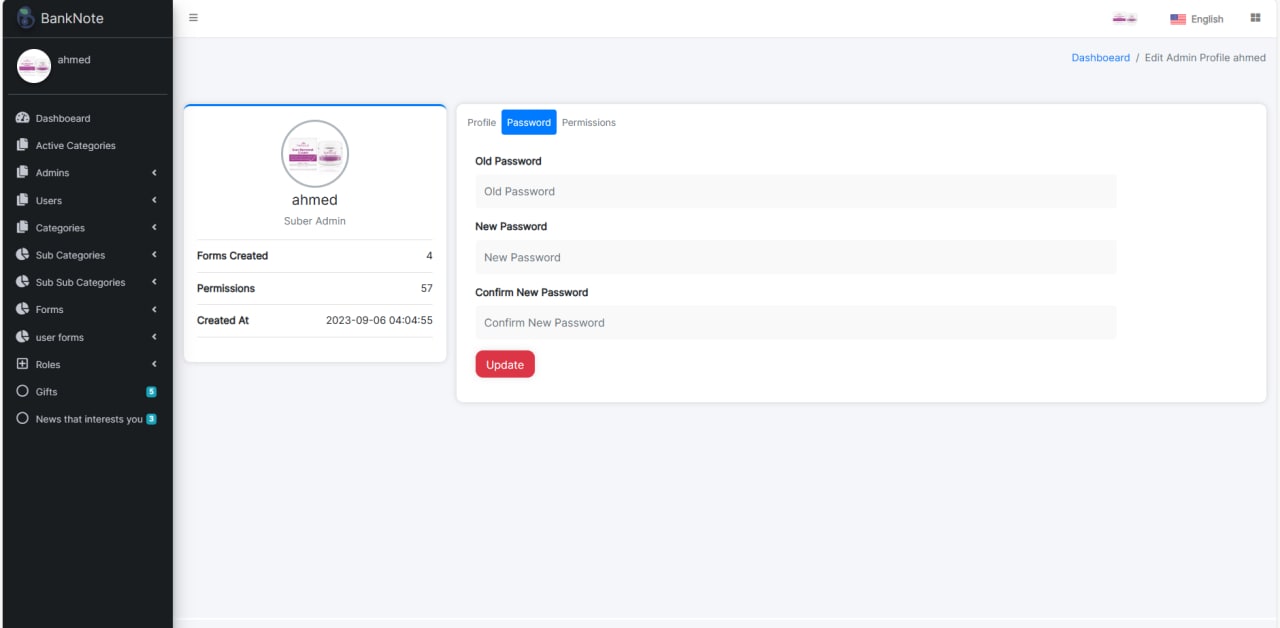 BankNote
English
ahmed
Dashboeard / Edit Admin Profile ahmed
Dashboeard
Active Categories
Admins
Users
Categories
Sub Categories
Sub Sub Categories
Forms
user forms
Roles
Gifts 5
News that interests you 3
ahmed
Suber Admin
Forms Created 4
Permissions 57
Created At 2023-09-06 04:04:55
Profile Password Permissions
Old Password
Old Password
New Password
New Password
Confirm New Password
Confirm New Password
Update